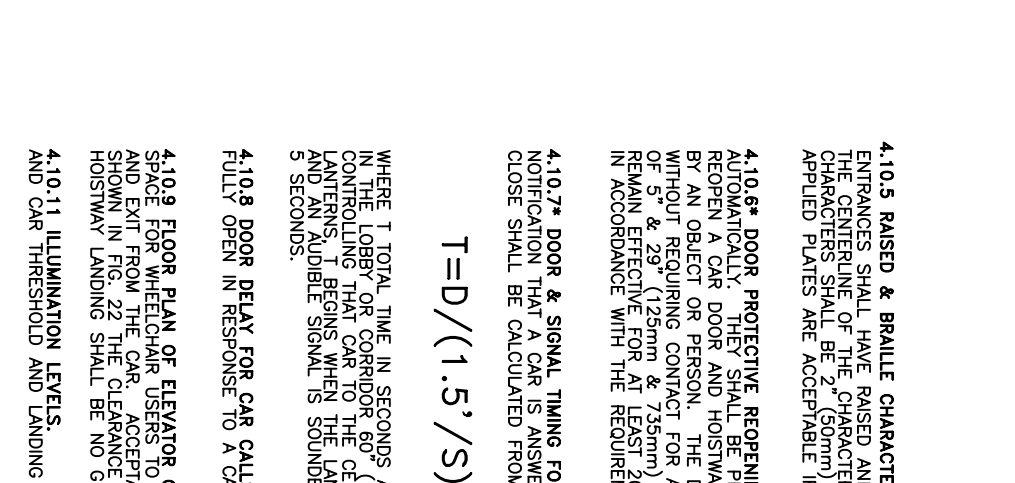 4.10.5 RAISED & BRAILLE CHARACTE
ENTRANCES SHALL HAVE RAISED AN
THE CENTERLINE OF THE CHARACTE
CHARACTERS SHALL BE 2" (50mm)
APPLIED PLATES ARE ACCEPTABLE I
4.10.6* DOOR PROTECTIVE REOPENI
AUTOMATICALLY. THEY SHALL BE P
REOPEN A CAR DOOR AND HOISTWA
BY AN OBJECT OR PERSON. THE D
WITHOUT REQUIRING CONTACT FOR A
OF 5" & 29" (125mm & 735mm)
REMAIN EFFECTIVE FOR AT LEAST 2
IN ACCORDANCE WITH THE REQUIRE
4.10.7* DOOR & SIGNAL TIMING FO
NOTIFICATION THAT A CAR IS ANSWE
CLOSE SHALL BE CALCULATED FROM
T=D/(1.5'/S)
WHERE T TOTAL TIME IN SECONDS A
IN THE LOBBY OR CORRIDOR 60" (
CONTROLLING THAT CAR TO THE CE
LANTERNS, T BEGINS WHEN THE LA
AND AN AUDIBLE SIGNAL IS SOUNDE
5 SECONDS.
4.10.8 DOOR DELAY FOR CAR CALL
FULLY OPEN IN RESPONSE TO A CA
4.10.9 FLOOR PLAN OF ELEVATOR C
SPACE FOR WHEELCHAIR USERS TO
AND EXIT FROM THE CAR. ACCEPTA
SHOWN IN FIG. 22 THE CLEARANCE
HOISTWAY LANDING SHALL BE NO G
4.10.11 ILLUMINATION LEVELS.
AND CAR THRESHOLD AND LANDING